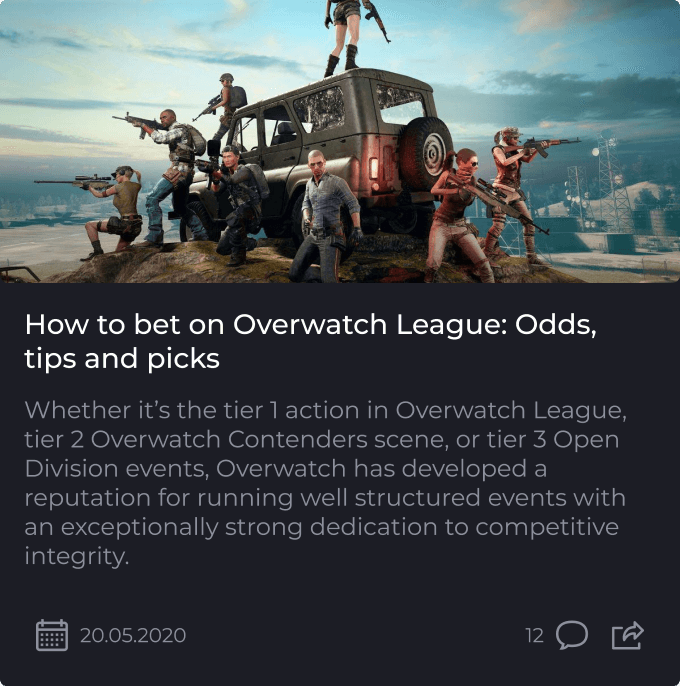 How to bet on Overwatch League: Odds,
tips and picks
Whether it’s the tier 1 action in Overwatch League,
tier 2 Overwatch Contenders scene, or tier 3 Open
Division events, Overwatch has developed a
reputation for running well structured events with
an exceptionally strong dedication to competitive
integrity.
20.05.2020 12